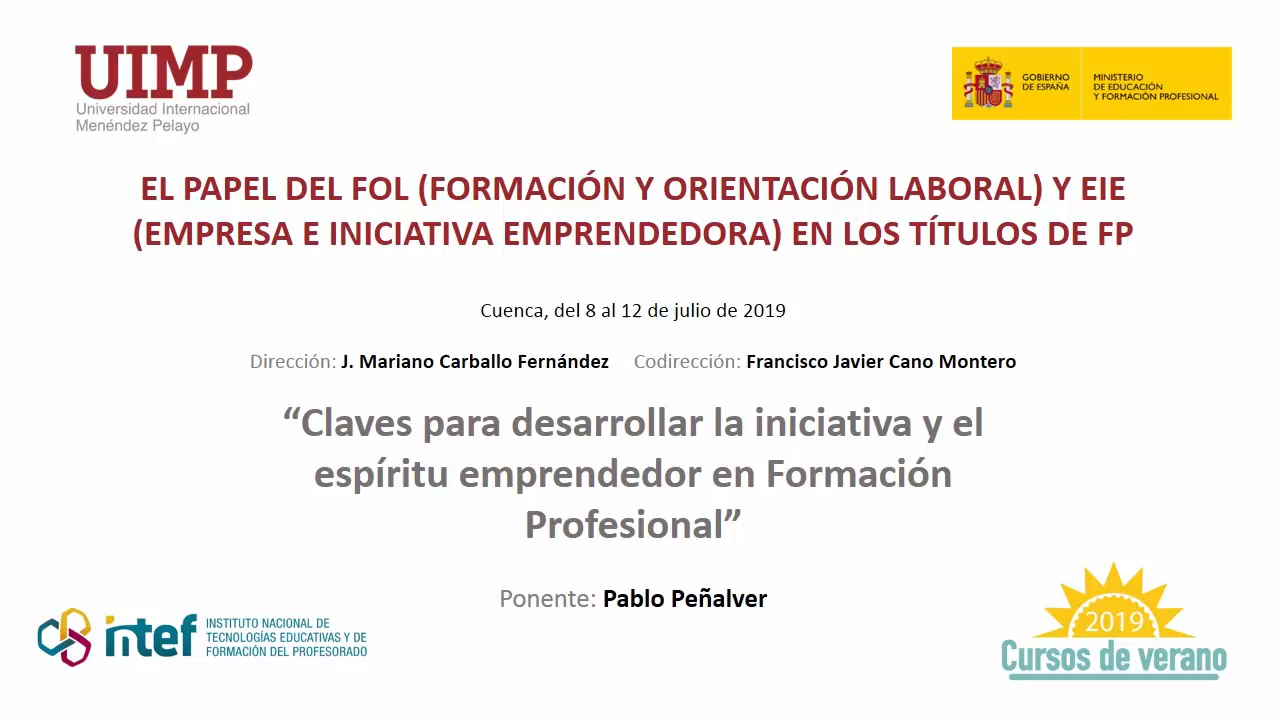 UIMP
Universidad Internacional
Menéndez Pelayo
GOBIERNO
DE ESPAÑA
MINISTERIO
DE EDUCACIÓN
Y FORMACIÓN PROFESIONAL
EL PAPEL DEL FOL (FORMACIÓN Y ORIENTACIÓN LABORAL) Y EIE
(EMPRESA E INICIATIVA EMPRENDEDORA) EN LOS TÍTULOS DE FP
Cuenca, del 8 al 12 de julio de 2019
Dirección: J. Mariano Carballo Fernández Codirección: Francisco Javier Cano Montero
“Claves para desarrollar la iniciativa y el
espíritu emprendedor en Formación
Profesional”
Ponente: Pablo Peñalver
intef
INSTITUTO NACIONAL DE
TECNOLOGÍAS EDUCATIVAS Y DE
FORMACIÓN DEL PROFESORADO
2019
Cursos de verano